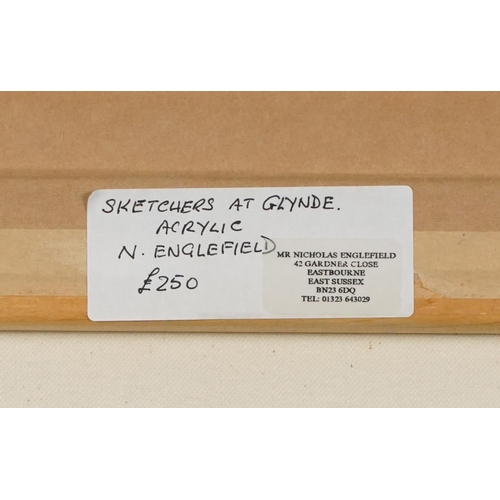 SKETCHERS AT GLYNDE.
ACRYLIC
N. ENGLEFIELD
£250
MR NICHOLAS ENGLEFIELD
42 GARDNER CLOSE
EASTBOURNE
EAST SUSSEX
BN23 6DQ
TEL: 01323 643029